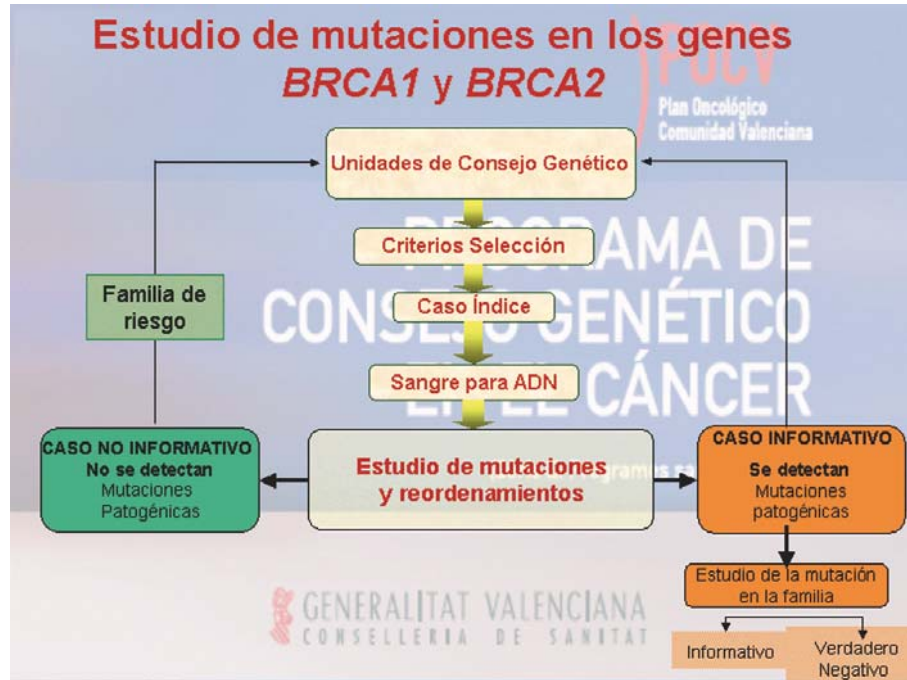 Estudio de mutaciones en los genes
BRCA1 y BRCA2
POCV
Plan Oncológico
Comunidad Valenciana
Unidades de Consejo Genético
PROGRAMA DE
CONSEJO GENÉTICO
EN EL CÁNCER
Criterios Selección
Familia de
riesgo
Caso Índice
Sangre para ADN
CASO NO INFORMATIVO
No se detectan
Mutaciones
Patogénicas
Estudio de mutaciones
y reordenamientos
CASO INFORMATIVO
Se detectan
Mutaciones
patogénicas
Estudio de la mutación
en la familia
GENERALITAT VALENCIANA
CONSELLERIA DE SANITAT
Informativo
Verdadero
Negativo